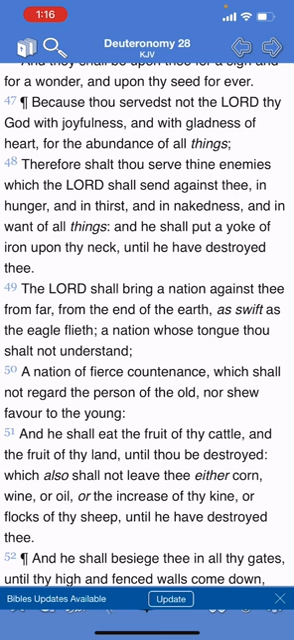 1:16
Deuteronomy 28
KJV
And they shall be upon thee for a sign and
for a wonder, and upon thy seed for ever.
47 ¶ Because thou servedst not the LORD thy
God with joyfulness, and with gladness of
heart, for the abundance of all things;
48 Therefore shalt thou serve thine enemies
which the LORD shall send against thee, in
hunger, and in thirst, and in nakedness, and in
want of all things: and he shall put a yoke of
iron upon thy neck, until he have destroyed
thee.
49 The LORD shall bring a nation against thee
from far, from the end of the earth, as swift as
the eagle flieth; a nation whose tongue thou
shalt not understand;
50 A nation of fierce countenance, which shall
not regard the person of the old, nor shew
favour to the young:
51 And he shall eat the fruit of thy cattle, and
the fruit of thy land, until thou be destroyed:
which also shall not leave thee either corn,
wine, or oil, or the increase of thy kine, or
flocks of thy sheep, until he have destroyed
thee.
52 ¶ And he shall besiege thee in all thy gates,
until thy high and fenced walls come down,
Bibles Updates Available
Update